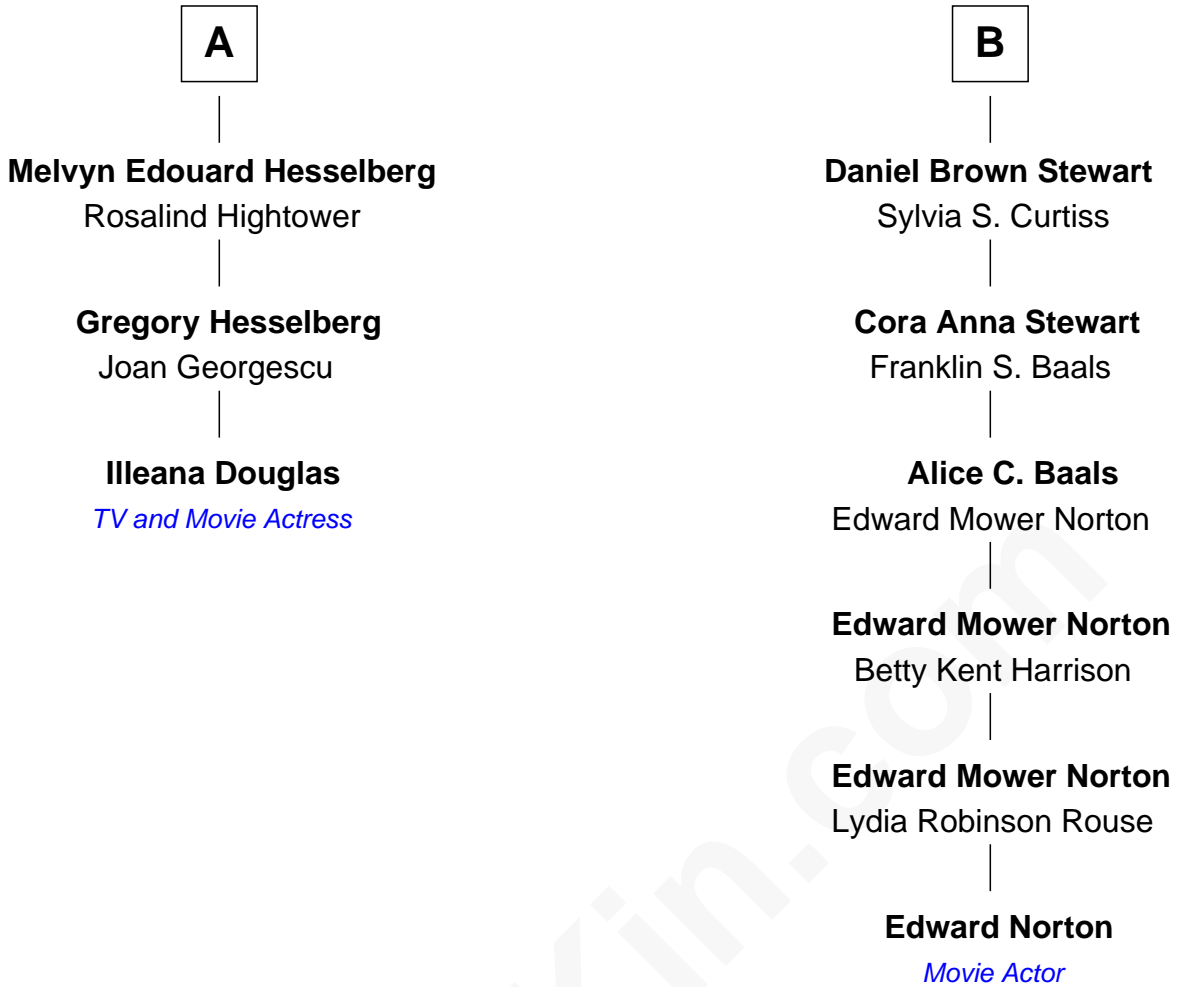 A
Melvyn Edouard Hesselberg
Rosalind Hightower
Gregory Hesselberg
Joan Georgescu
Illeana Douglas
TV and Movie Actress
B
Daniel Brown Stewart
Sylvia S. Curtiss
Cora Anna Stewart
Franklin S. Baals
Alice C. Baals
Edward Mower Norton
Edward Mower Norton
Betty Kent Harrison
Edward Mower Norton
Lydia Robinson Rouse
Edward Norton
Movie Actor
Kin.com